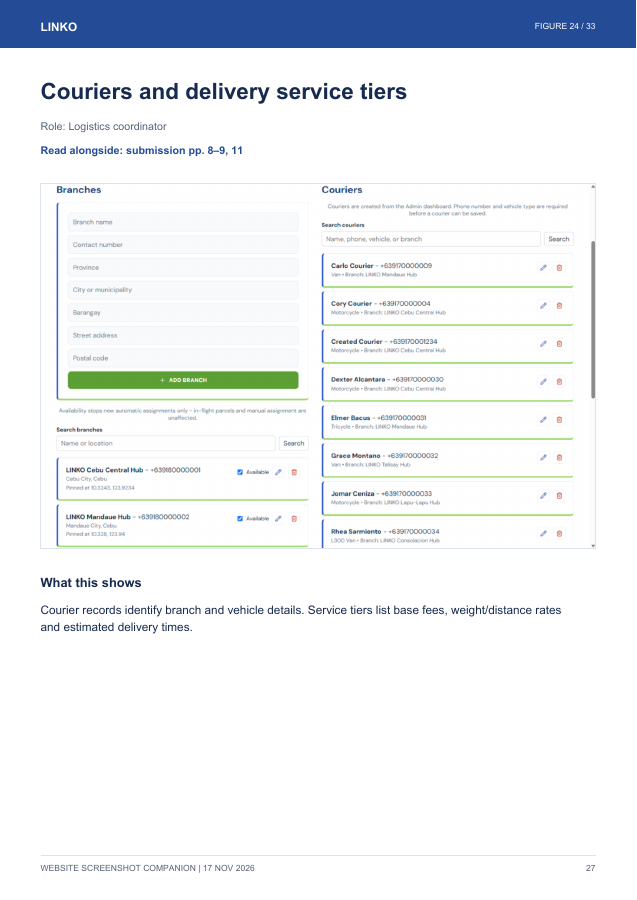 LINKO
FIGURE 24 / 33
Couriers and delivery service tiers
Role: Logistics coordinator
Read alongside: submission pp. 8–9, 11
Branches
Branch name
Contact number
Province
City or municipality
Barangay
Street address
Postal code
+ ADD BRANCH
Availability stops new automatic assignments only – in-flight parcels and manual assignment are
unaffected.
Search branches
Name or location
Search
LINKO Cebu Central Hub - +639180000001
Cebu City, Cebu
Pinned at 10.3243, 123.9234
Available
LINKO Mandaue Hub - +639180000002
Mandaue City, Cebu
Pinned at 10.328, 123.94
Available
Couriers
Couriers are created from the Admin dashboard. Phone number and vehicle type are required
before a courier can be saved.
Search couriers
Name, phone, vehicle, or branch
Search
Carlo Courier - +639170000009
Van • Branch: LINKO Mandaue Hub
Cory Courier - +639170000004
Motorcycle • Branch: LINKO Cebu Central Hub
Created Courier - +639170001234
Motorcycle • Branch: LINKO Cebu Central Hub
Dexter Alcantara - +639170000030
Motorcycle • Branch: LINKO Cebu Central Hub
Elmer Bacus - +639170000031
Tricycle • Branch: LINKO Mandaue Hub
Grace Montano - +639170000032
Van • Branch: LINKO Talisay Hub
Jomar Ceniza - +639170000033
Motorcycle • Branch: LINKO Lapu-Lapu Hub
Rhea Sarmiento - +639170000034
L300 Van • Branch: LINKO Consolacion Hub
What this shows
Courier records identify branch and vehicle details. Service tiers list base fees, weight/distance rates
and estimated delivery times.
WEBSITE SCREENSHOT COMPANION | 17 NOV 2026
27